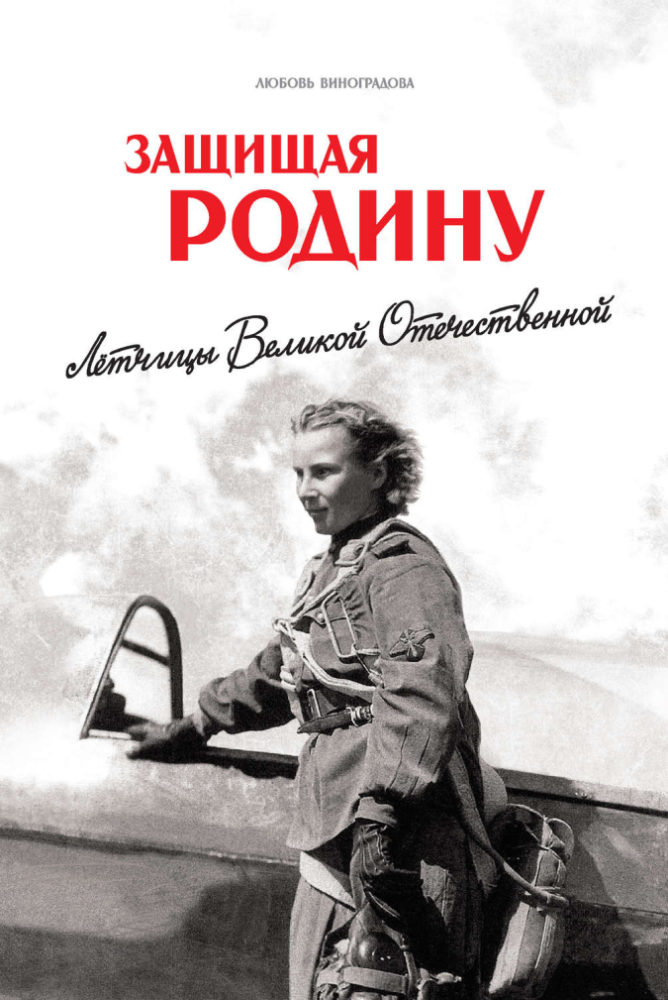 ЛЮБОВЬ ВИНОГРАДОВА
ЗАЩИЩАЯ
РОДИНУ
Лётчицы Великой Отечественной